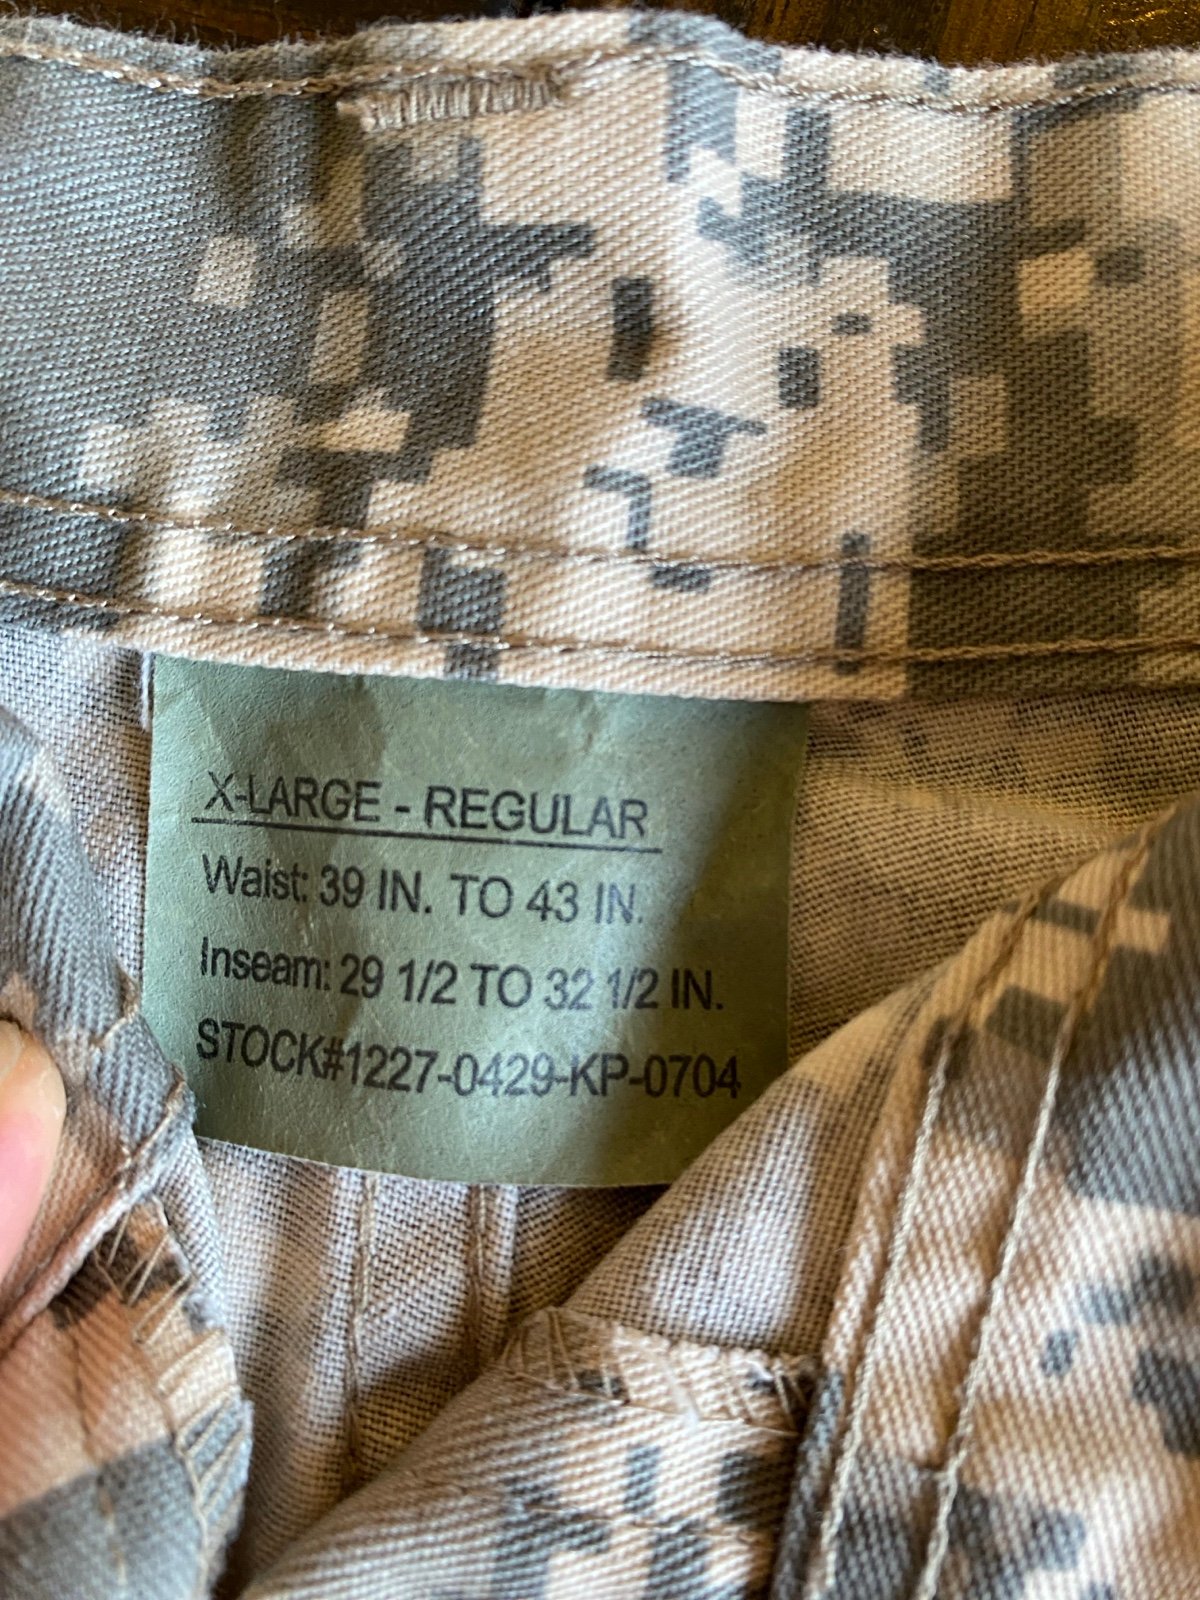 X-LARGE - REGULAR
Waist: 39 IN. TO 43 IN.
Inseam: 29 1/2 TO 32 1/2 IN.
STOCK#1227-0429-KP-0704